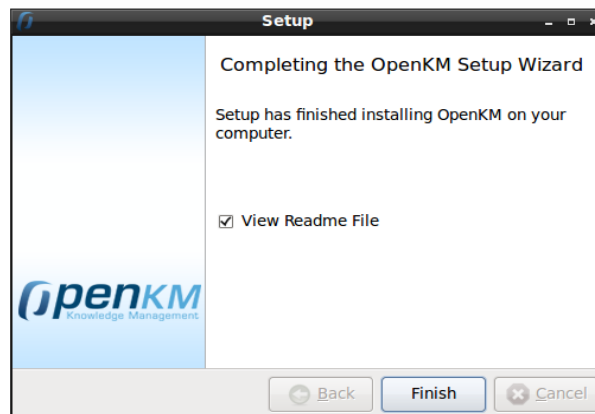 Setup
Completing the OpenKM Setup Wizard
Setup has finished installing OpenKM on your
computer.
View Readme File
OpenKM
Knowledge Management
Back
Finish
Cancel